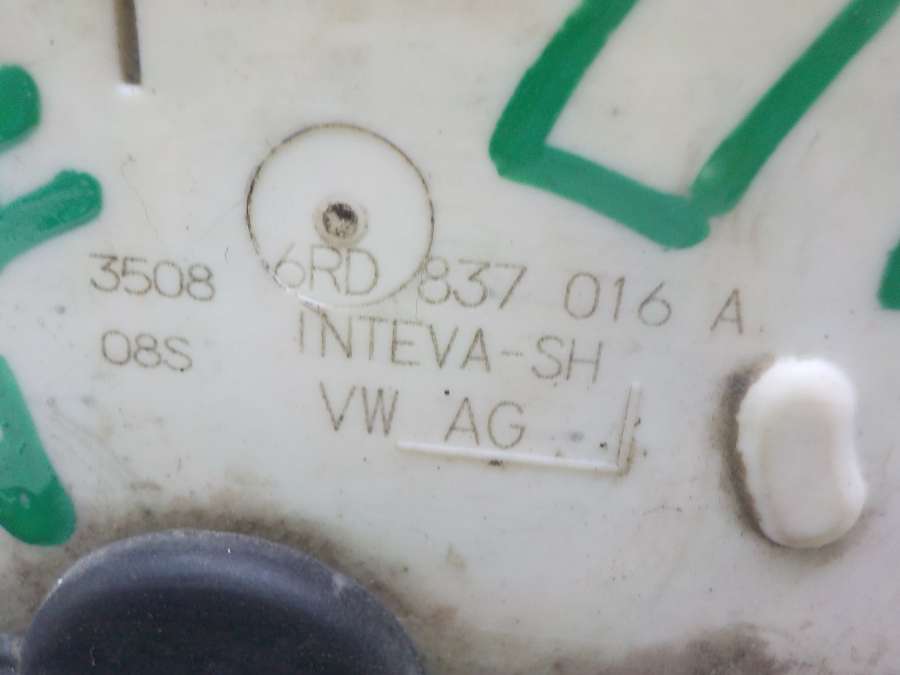 3508 6RD 837 016 A
08S INTEVA-SH
VW AG